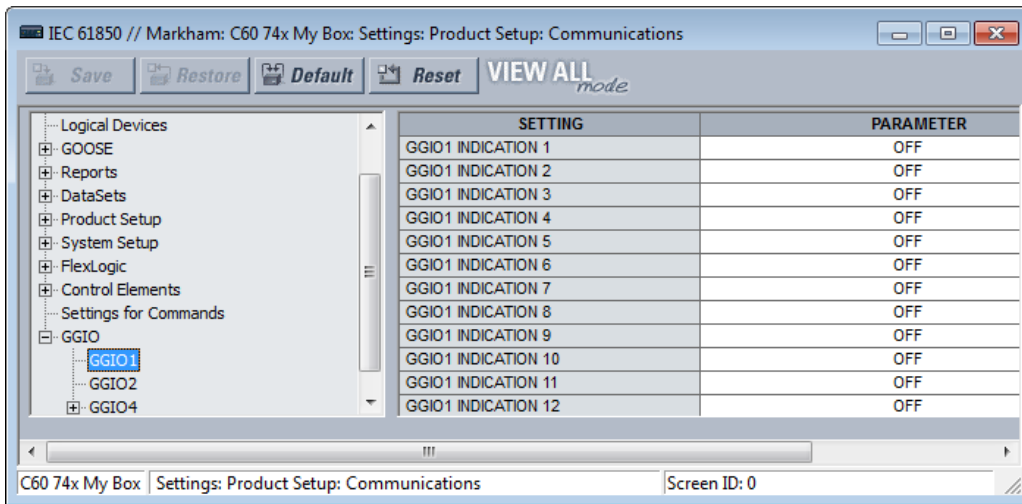 IEC 61850 // Markham: C60 74x My Box: Settings: Product Setup: Communications
Save Restore Default Reset VIEW ALL mode
Logical Devices
GOOSE
Reports
DataSets
Product Setup
System Setup
FlexLogic
Control Elements
Settings for Commands
GGIO
GGIO1
GGIO2
GGIO4
SETTING PARAMETER
GGIO1 INDICATION 1 OFF
GGIO1 INDICATION 2 OFF
GGIO1 INDICATION 3 OFF
GGIO1 INDICATION 4 OFF
GGIO1 INDICATION 5 OFF
GGIO1 INDICATION 6 OFF
GGIO1 INDICATION 7 OFF
GGIO1 INDICATION 8 OFF
GGIO1 INDICATION 9 OFF
GGIO1 INDICATION 10 OFF
GGIO1 INDICATION 11 OFF
GGIO1 INDICATION 12 OFF
C60 74x My Box Settings: Product Setup: Communications Screen ID: 0